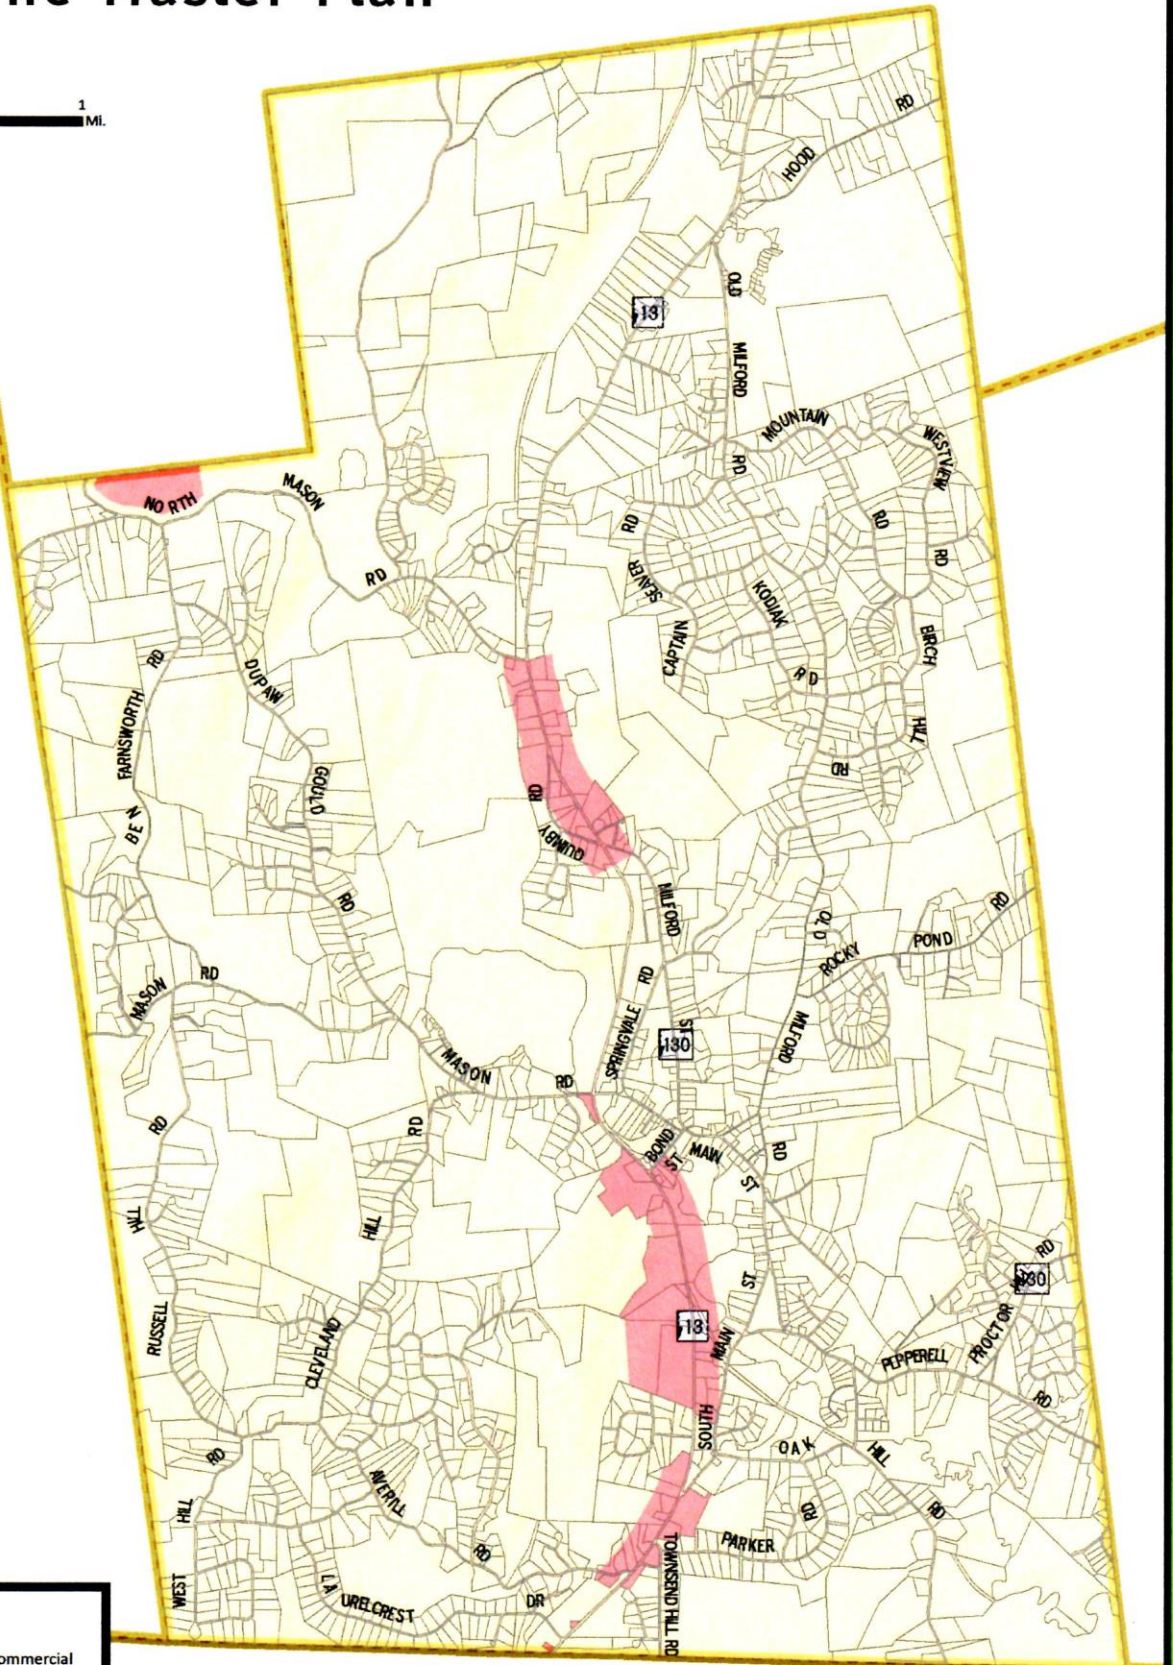 Master Plan
1
Mi.
RD
HOOD
OLD
13
MILFORD
MOUNTAIN
WESTVIEW
RD
RD
RD
MASON
NORTH
RD
RD
SEAVER
KODIAK
CAPTAIN
BIRCH
RD
HILL
RD
RD
DUPAW
FARNSWORTH
GOULD
BEN
RD
QUIMBY
RD
MILFORD
OLD
ROCKY
POND
RD
RD
MASON
RD
SPRINGVALE
ST
130
MILFORD
MASON
RD
RD
RD
BOND
ST
MAIN
ST
RD
HILL
HILL
RD
130
ST
RUSSELL
CLEVELAND
13
MAIN
PEPPERELL
PROCTOR
RD
SOUTH
OAK
HILL
RD
AVERILL
RD
RD
HILL
RD
PARKER
TOWNSEND HILL RD
WEST
LAURELCREST
DR
ommercial